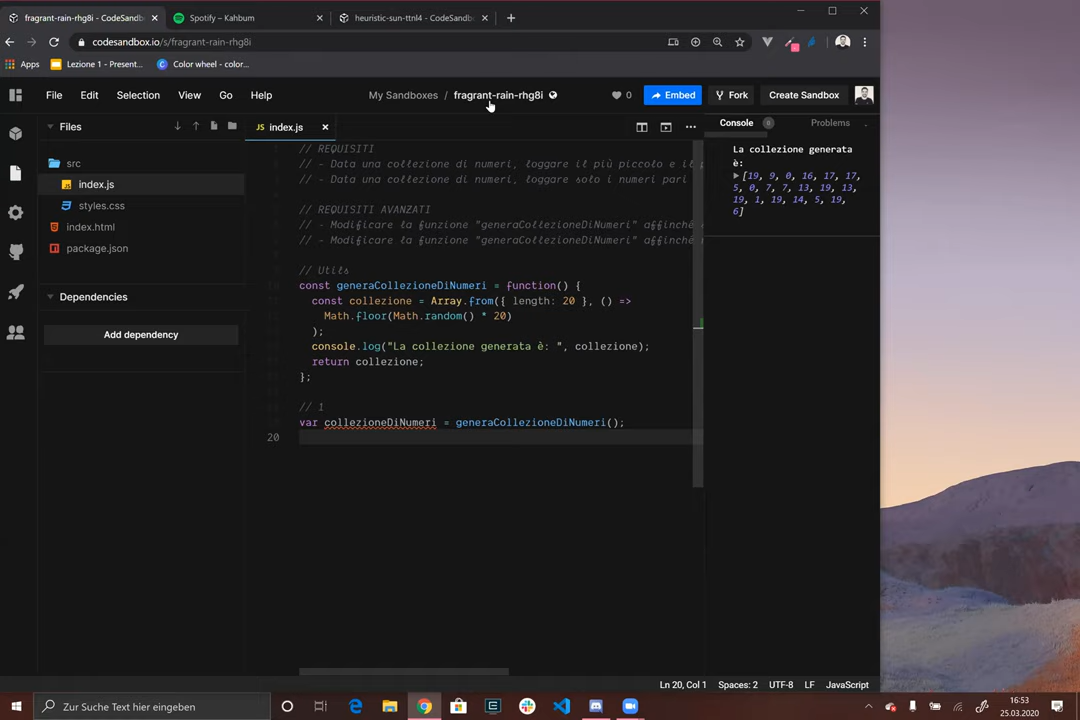 fragrant-rain-rhg8i - CodeSandb
Spotify – Kahbum
heuristic-sun-ttnl4 - CodeSandb
codesandbox.io/s/fragrant-rain-rhg8i
Apps
Lezione 1 - Present...
Color wheel - color...
File Edit Selection View Go Help
My Sandboxes / fragrant-rain-rhg8i
0
Embed
Fork
Create Sandbox
Files
src
index.js
styles.css
index.html
package.json
Dependencies
Add dependency
index.js
// REQUISITI
// - Data una collezione di numeri, loggare il più piccolo e il
// - Data una collezione di numeri, loggare solo i numeri pari
// REQUISITI AVANZATI
// - Modificare la funzione "generaCollezioneDiNumeri" affinché
// - Modificare la funzione "generaCollezioneDiNumeri" affinché
// Utils
const generaCollezioneDiNumeri = function() {
const collezione = Array.from({ length: 20 }, () =>
Math.floor(Math.random() * 20)
);
console.log("La collezione generata è: ", collezione);
return collezione;
};
// 1
var collezioneDiNumeri = generaCollezioneDiNumeri();
20
Console 0 Problems
La collezione generata
è:
[19, 9, 0, 16, 17, 17,
5, 0, 7, 7, 13, 19, 13,
19, 1, 19, 14, 5, 19,
6]
Ln 20, Col 1 Spaces: 2 UTF-8 LF JavaScript
Zur Suche Text hier eingeben
16:53
25.03.2020